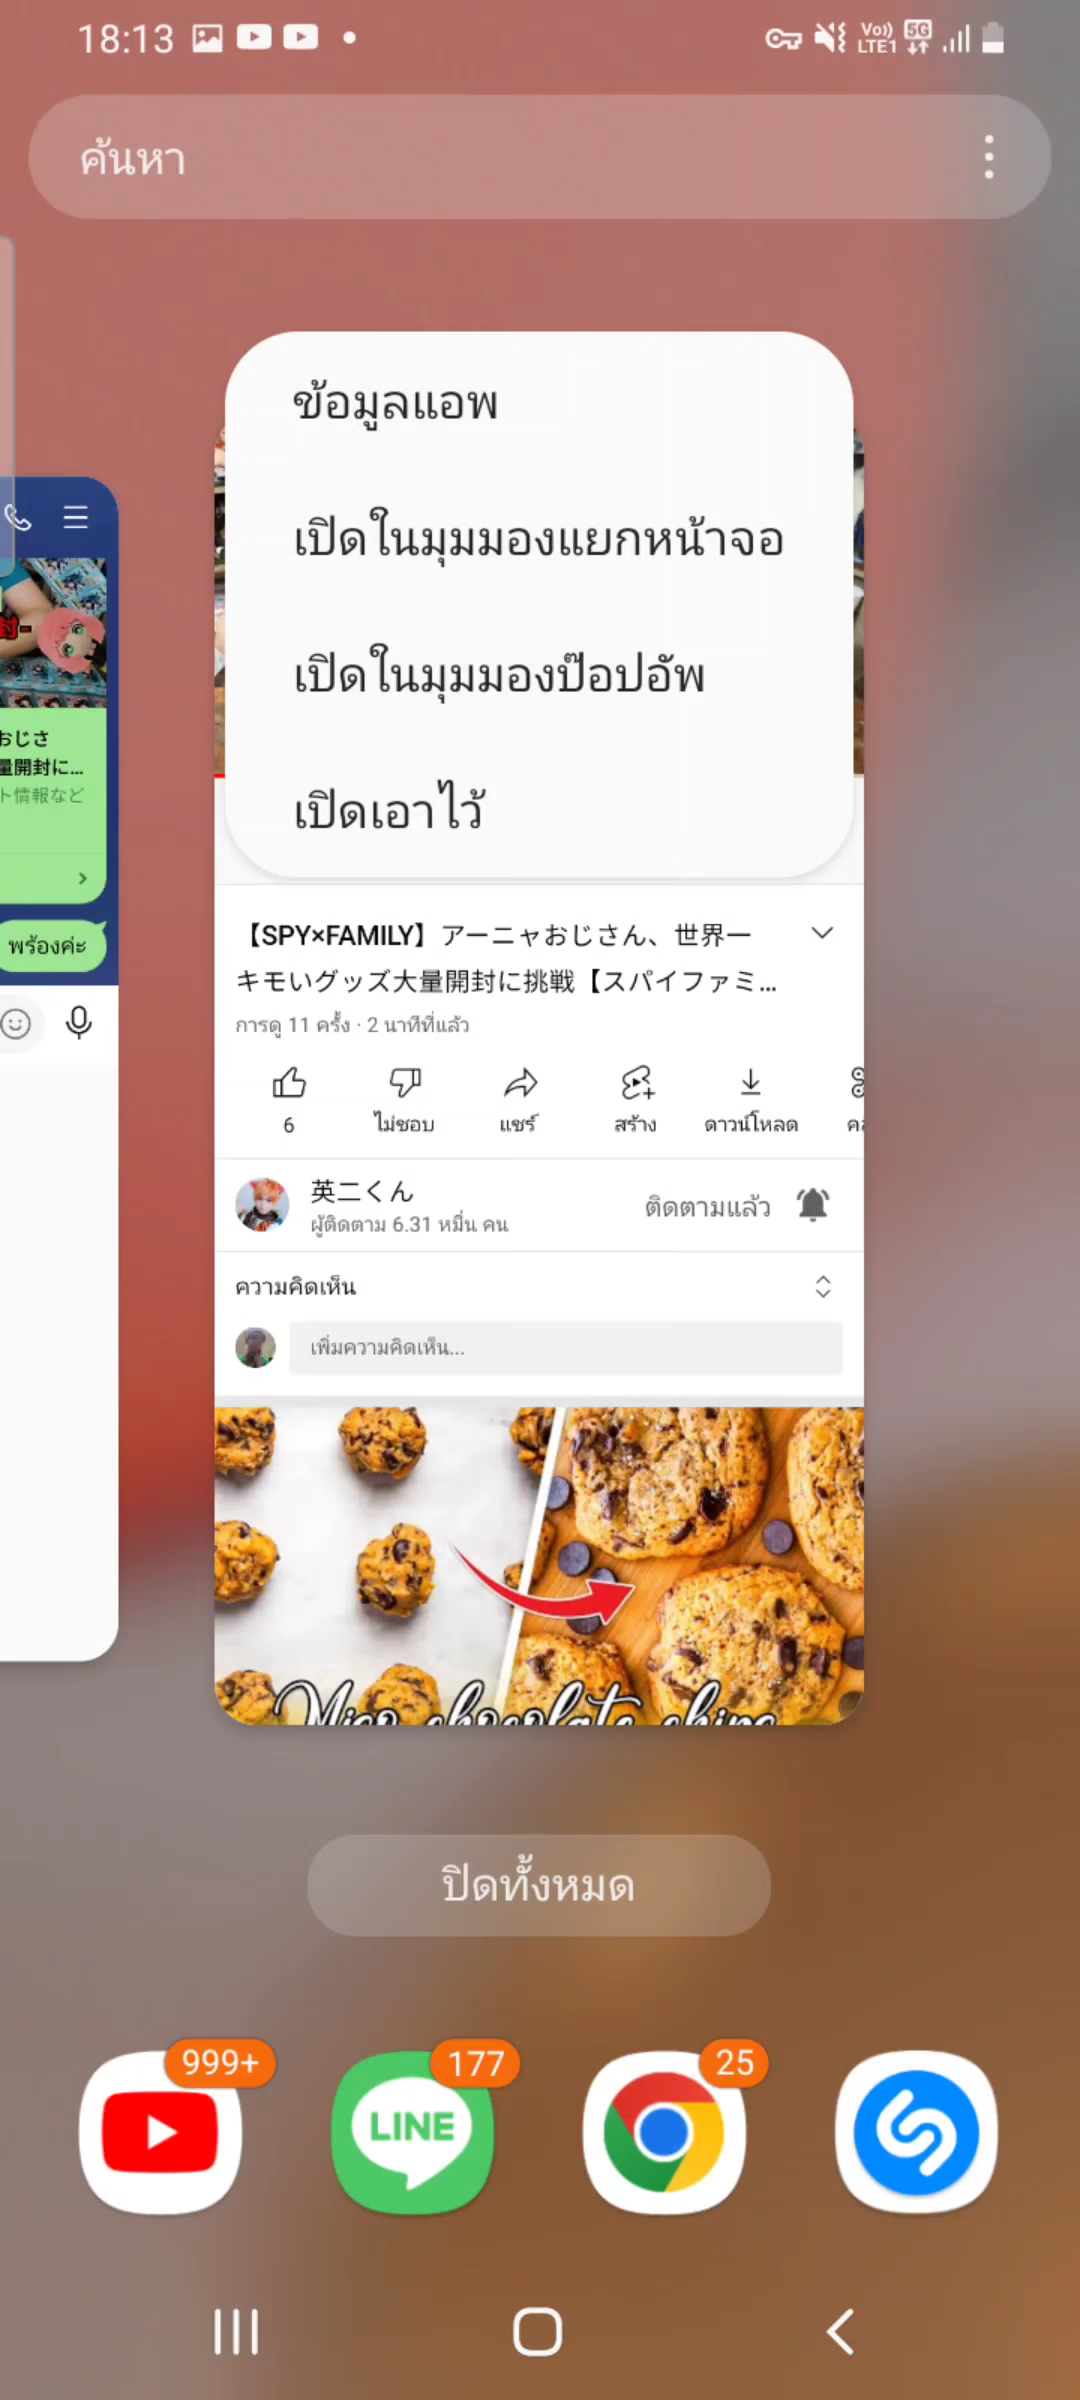 18:13
Vo)) LTE1 5G
ค้นหา
ข้อมูลแอพ
เปิดในมุมมองแยกหน้าจอ
เปิดในมุมมองป๊อปอัพ
เปิดเอาไว้
封-
おじさ
量開封に...
ト情報など
พร้องค่ะ
【SPY×FAMILY】アーニャおじさん、世界一
キモいグッズ大量開封に挑戦【スパイファミ...
การดู 11 ครั้ง · 2 นาทีที่แล้ว
6
ไม่ชอบ
แชร์
สร้าง
ดาวน์โหลด
英二くん
ผู้ติดตาม 6.31 หมื่น คน
ติดตามแล้ว
ความคิดเห็น
เพิ่มความคิดเห็น...
Nice chocolate chips
ปิดทั้งหมด
999+
177
25
LINE